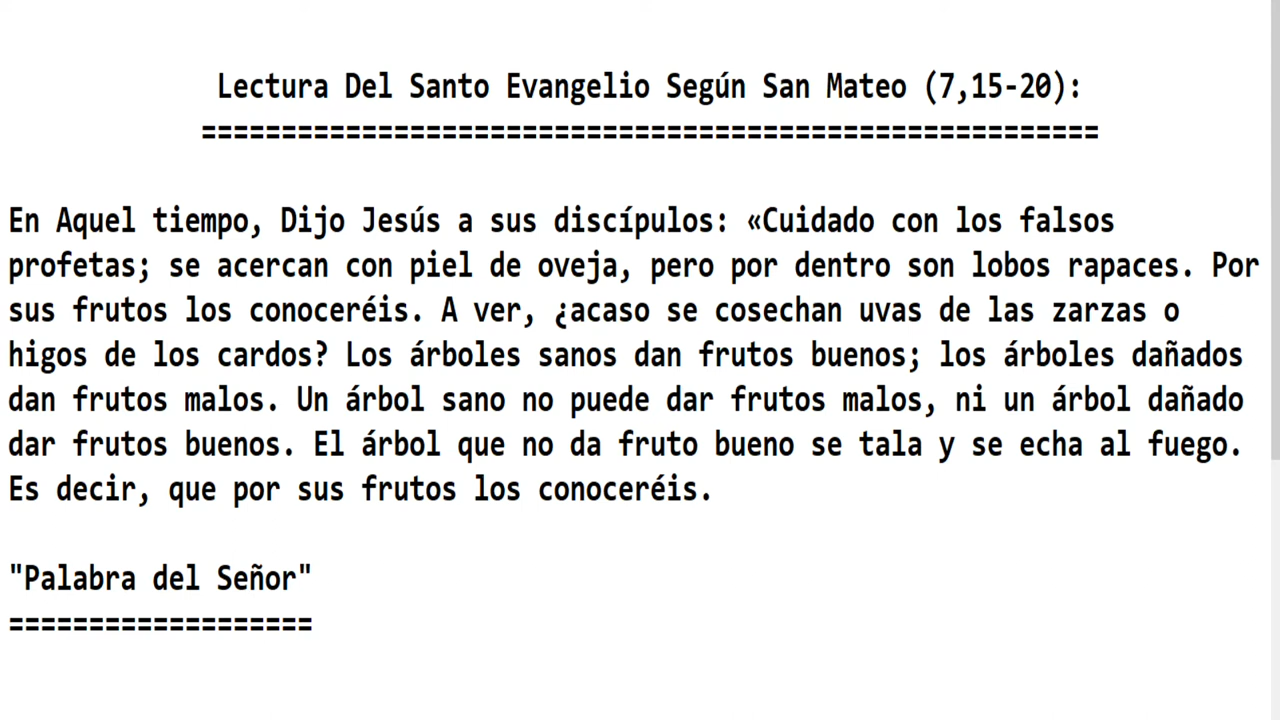 Lectura Del Santo Evangelio Según San Mateo (7,15-20):
========================================================
En Aquel tiempo, Dijo Jesús a sus discípulos: «Cuidado con los falsos
profetas; se acercan con piel de oveja, pero por dentro son lobos rapaces. Por
sus frutos los conoceréis. A ver, ¿acaso se cosechan uvas de las zarzas o
higos de los cardos? Los árboles sanos dan frutos buenos; los árboles dañados
dan frutos malos. Un árbol sano no puede dar frutos malos, ni un árbol dañado
dar frutos buenos. El árbol que no da fruto bueno se tala y se echa al fuego.
Es decir, que por sus frutos los conoceréis.
"Palabra del Señor"
===================